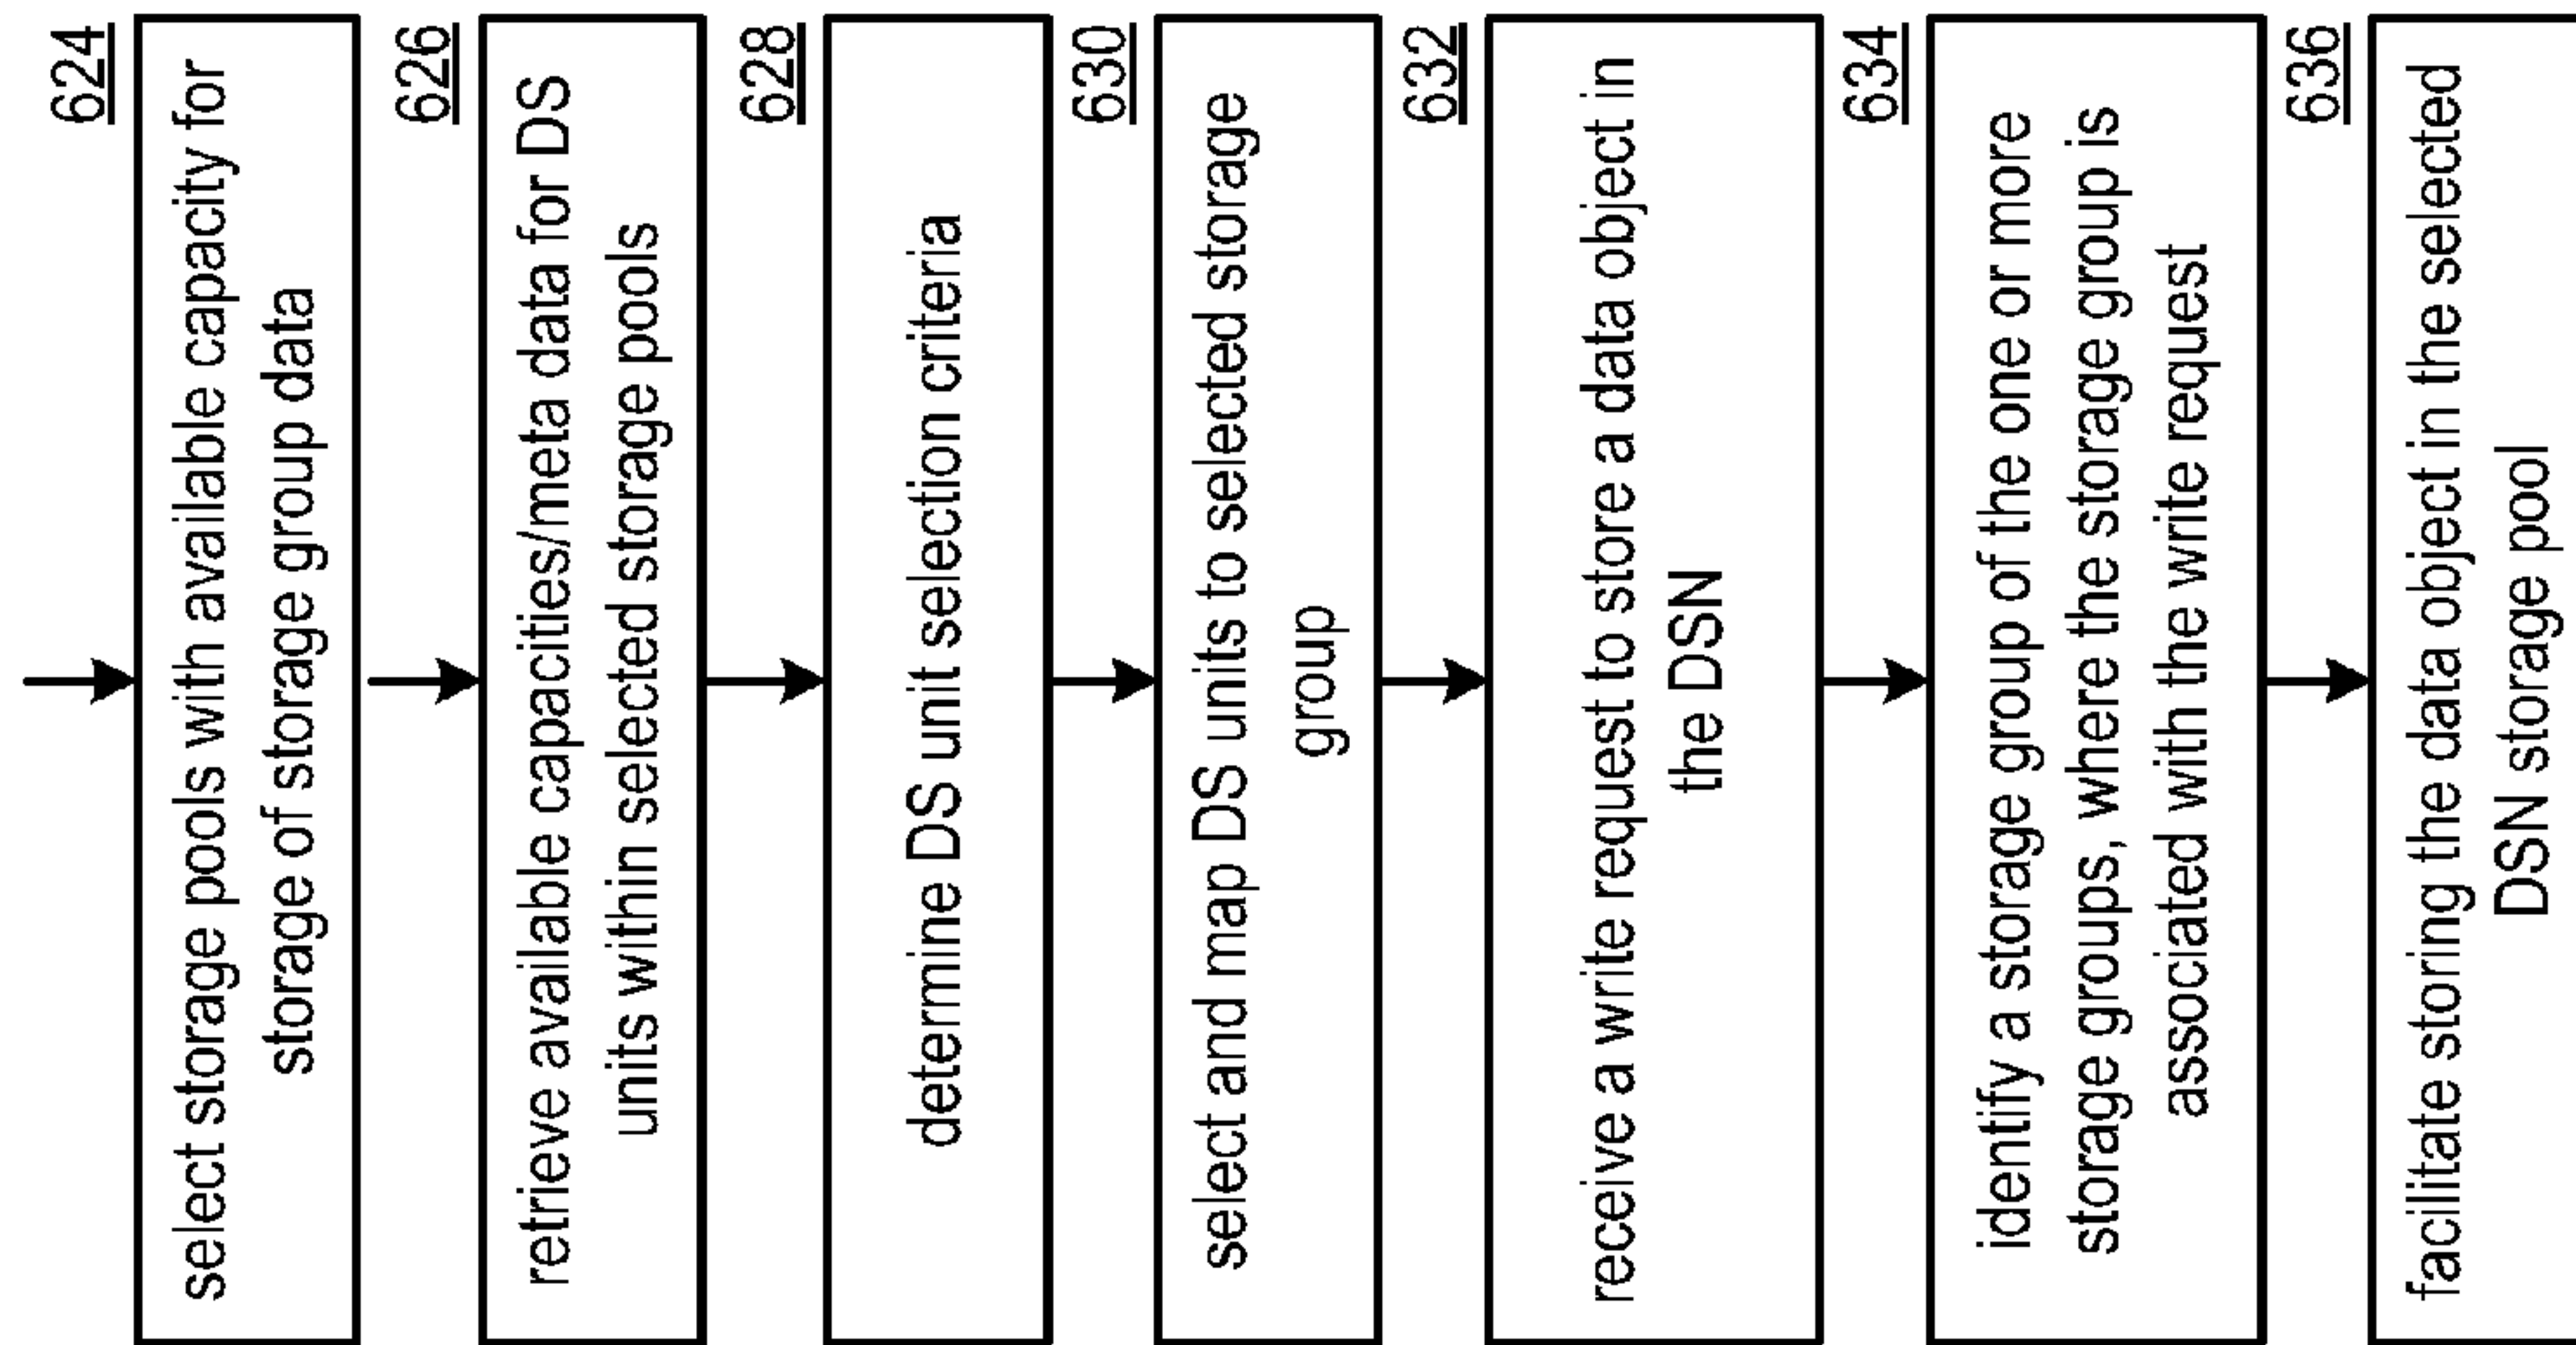 624
select storage pools with available capacity for
storage of storage group data
626
retrieve available capacities/meta data for DS
units within selected storage pools
628
determine DS unit selection criteria
630
select and map DS units to selected storage
group
632
receive a write request to store a data object in
the DSN
634
identify a storage group of the one or more
storage groups, where the storage group is
associated with the write request
636
facilitate storing the data object in the selected
DSN storage pool